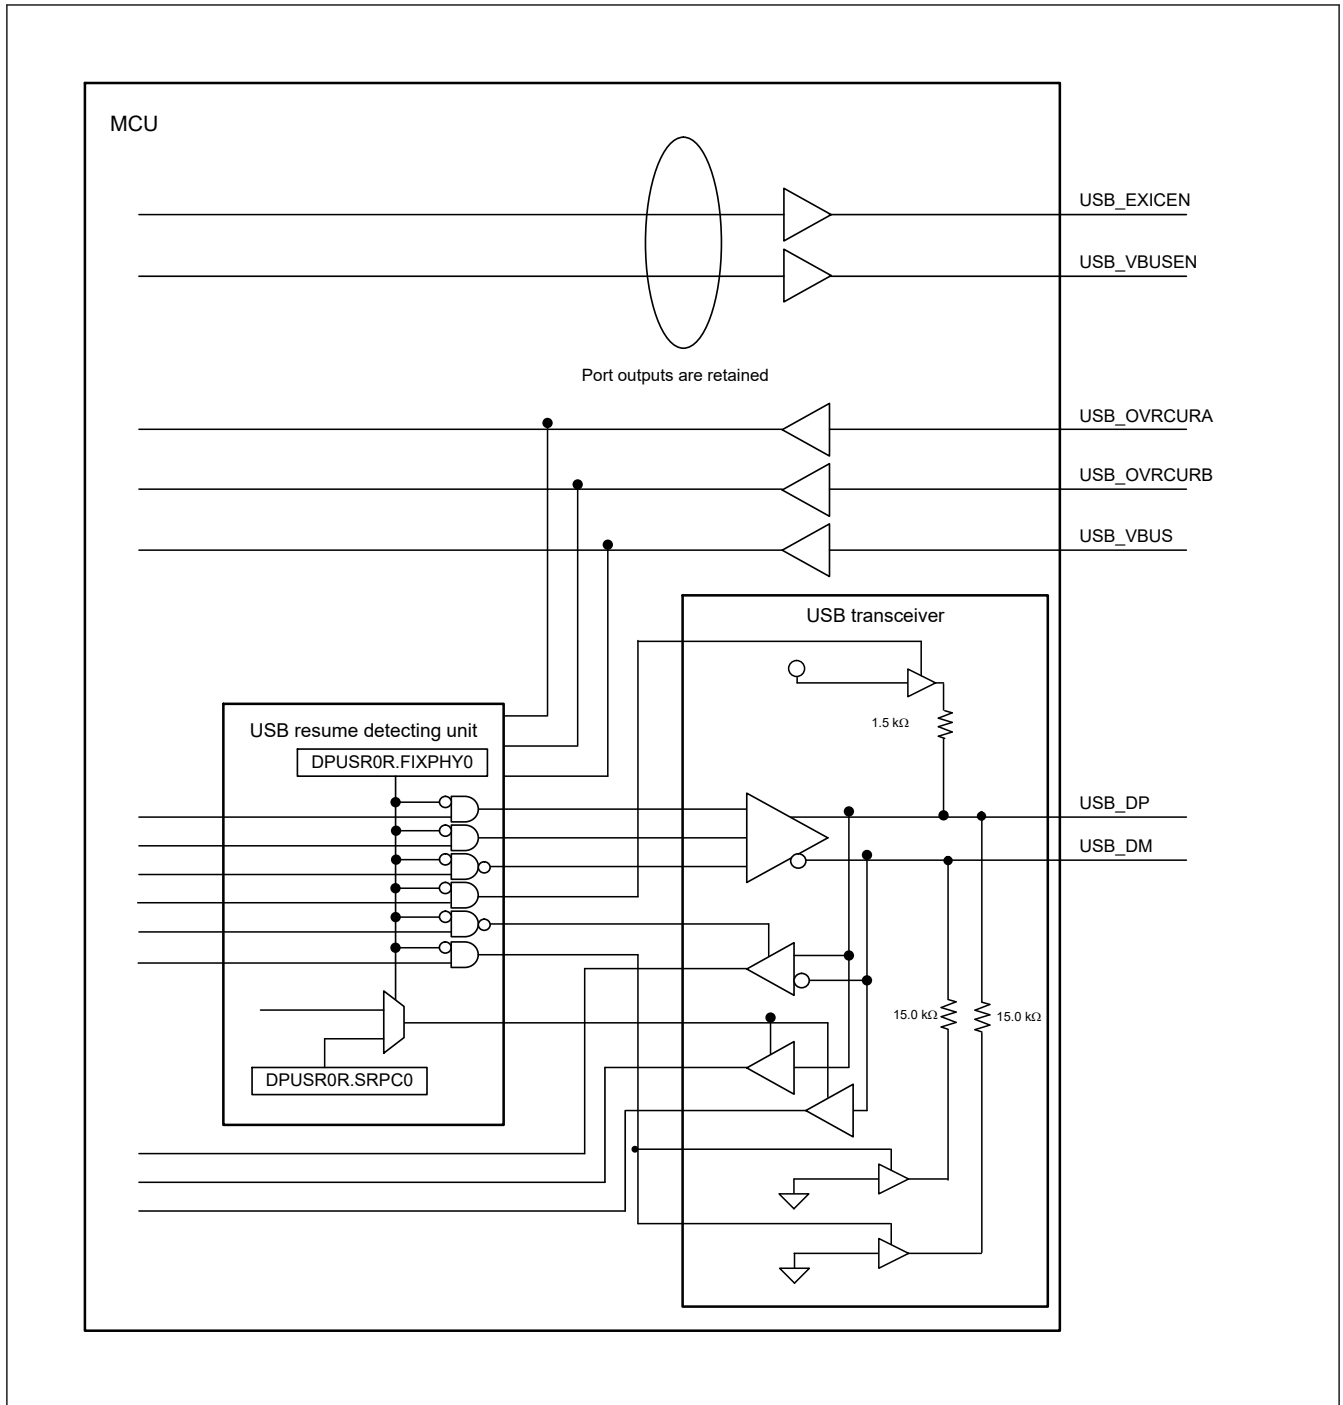 MCU
USB_EXICEN
USB_VBUSEN
Port outputs are retained
USB_OVRCURA
USB_OVRCURB
USB_VBUS
USB transceiver
1.5 kΩ
USB resume detecting unit
DPUSR0R.FIXPHY0
USB_DP
USB_DM
15.0 kΩ
15.0 kΩ
DPUSR0R.SRPC0